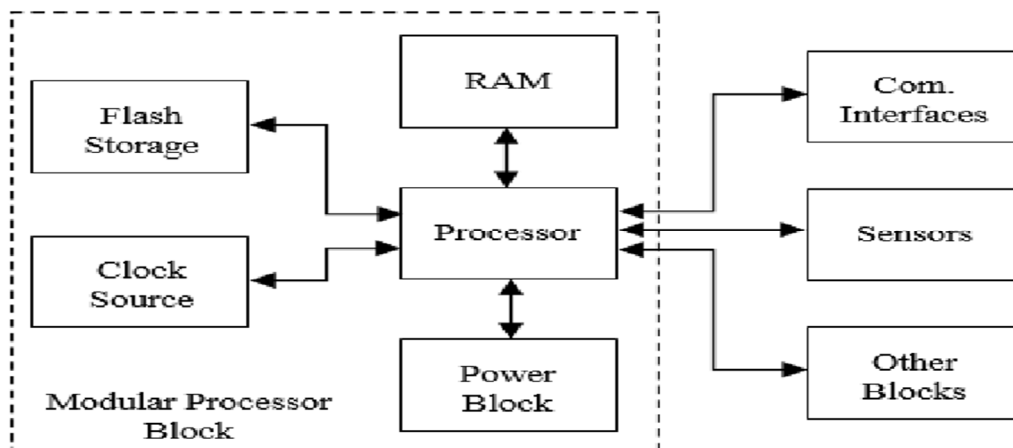 RAM
Flash
Storage
Processor
Clock
Source
Power
Block
Modular Processor
Block
Com.
Interfaces
Sensors
Other
Blocks